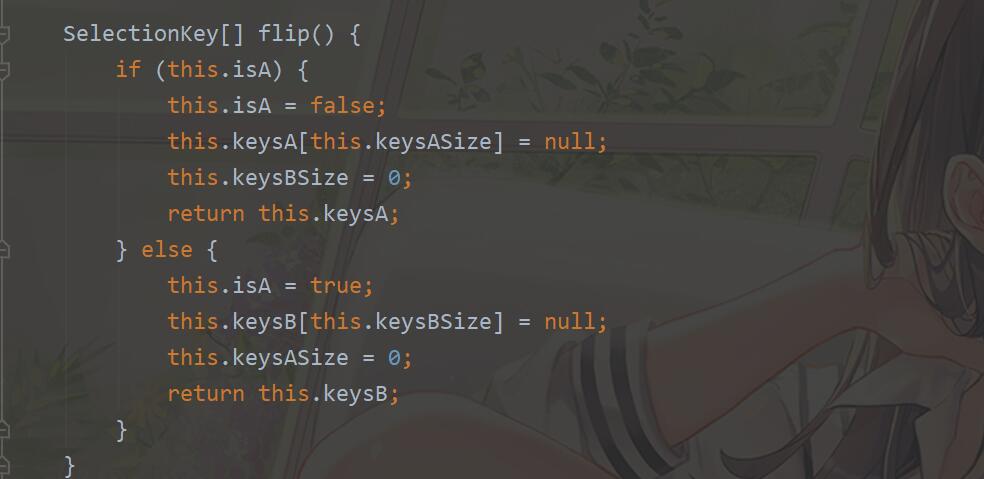 SelectionKey[] flip() {
if (this.isA) {
this.isA = false;
this.keysA[this.keysASize] = null;
this.keysBSize = 0;
return this.keysA;
} else {
this.isA = true;
this.keysB[this.keysBSize] = null;
this.keysASize = 0;
return this.keysB;
}
}